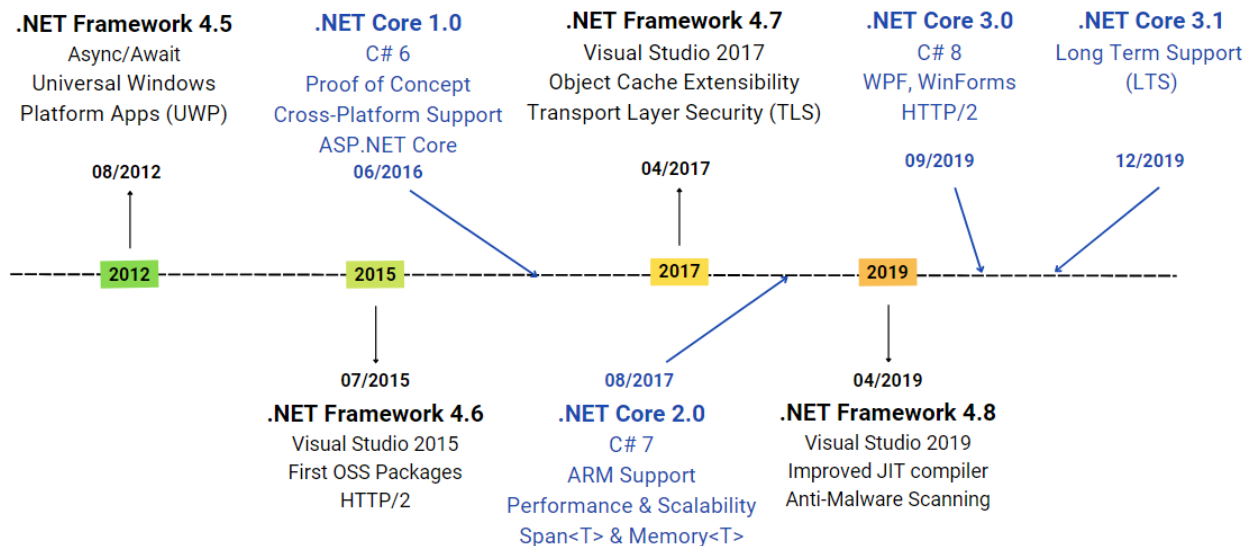 .NET Framework 4.5
Async/Await
Universal Windows
Platform Apps (UWP)
08/2012
.NET Core 1.0
C# 6
Proof of Concept
Cross-Platform Support
ASP.NET Core
06/2016
.NET Framework 4.7
Visual Studio 2017
Object Cache Extensibility
Transport Layer Security (TLS)
04/2017
.NET Core 3.0
C# 8
WPF, WinForms
HTTP/2
09/2019
.NET Core 3.1
Long Term Support
(LTS)
12/2019
2012
2015
2017
2019
07/2015
.NET Framework 4.6
Visual Studio 2015
First OSS Packages
HTTP/2
08/2017
.NET Core 2.0
C# 7
ARM Support
Performance & Scalability
Span<T> & Memory<T>
04/2019
.NET Framework 4.8
Visual Studio 2019
Improved JIT compiler
Anti-Malware Scanning